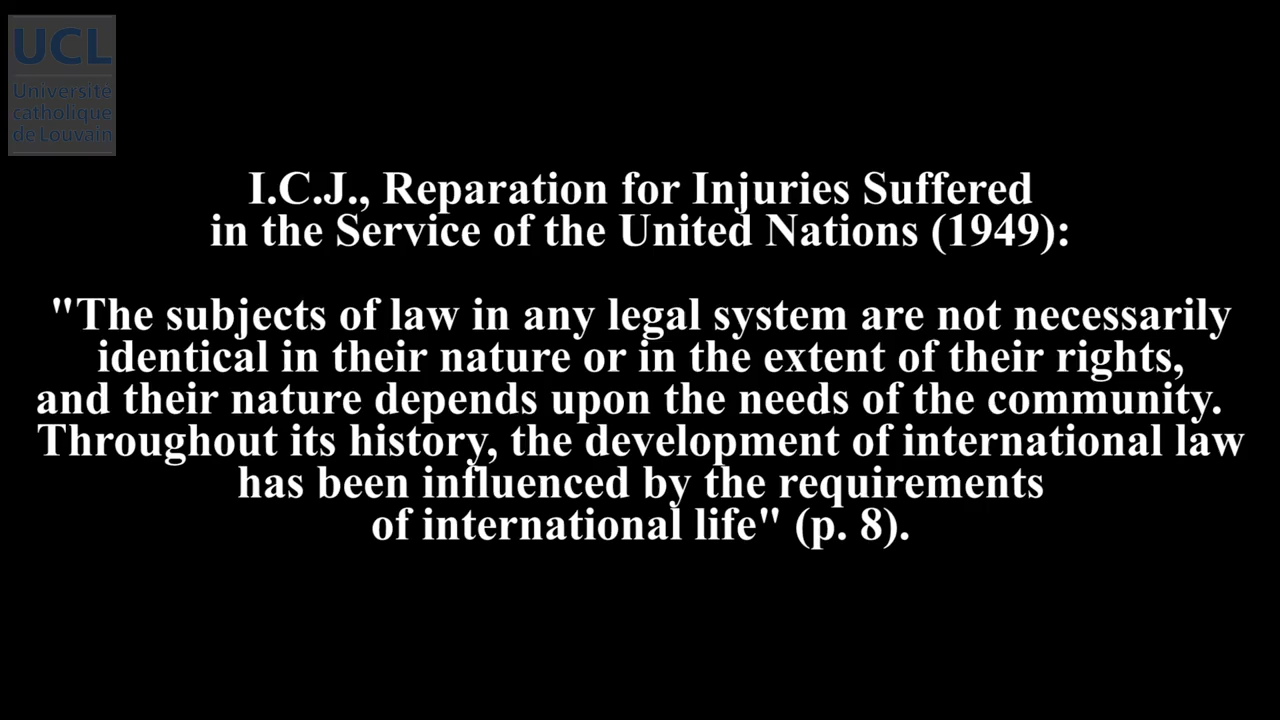 UCL
Université
catholique
de Louvain
I.C.J., Reparation for Injuries Suffered
in the Service of the United Nations (1949):
"The subjects of law in any legal system are not necessarily
identical in their nature or in the extent of their rights,
and their nature depends upon the needs of the community.
Throughout its history, the development of international law
has been influenced by the requirements
of international life" (p. 8).